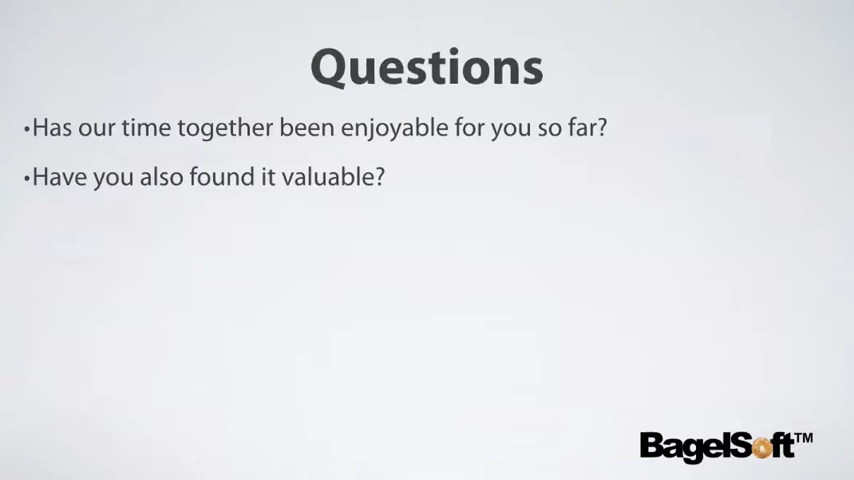 Questions
•Has our time together been enjoyable for you so far?
•Have you also found it valuable?
BagelSoft™